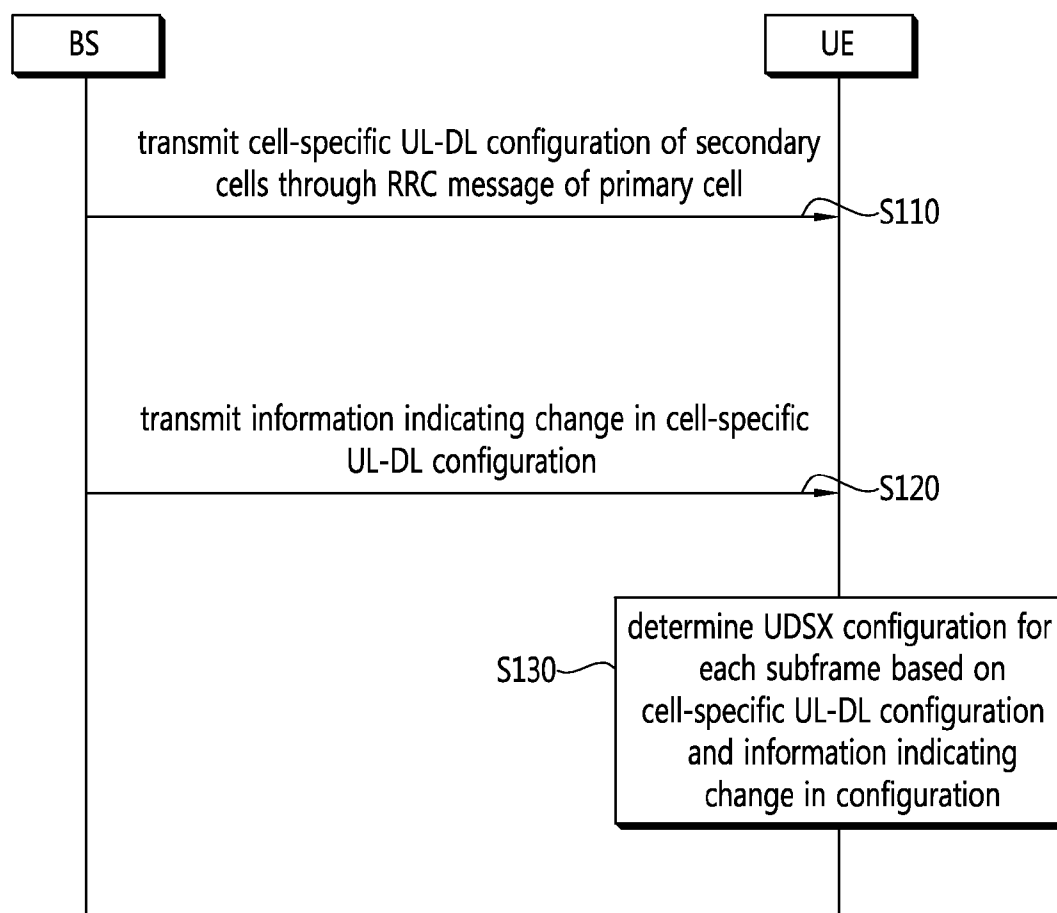 BS
UE
transmit cell-specific UL-DL configuration of secondary
cells through RRC message of primary cell
S110
transmit information indicating change in cell-specific
UL-DL configuration
S120
determine UDSX configuration for
each subframe based on
cell-specific UL-DL configuration
and information indicating
change in configuration
S130